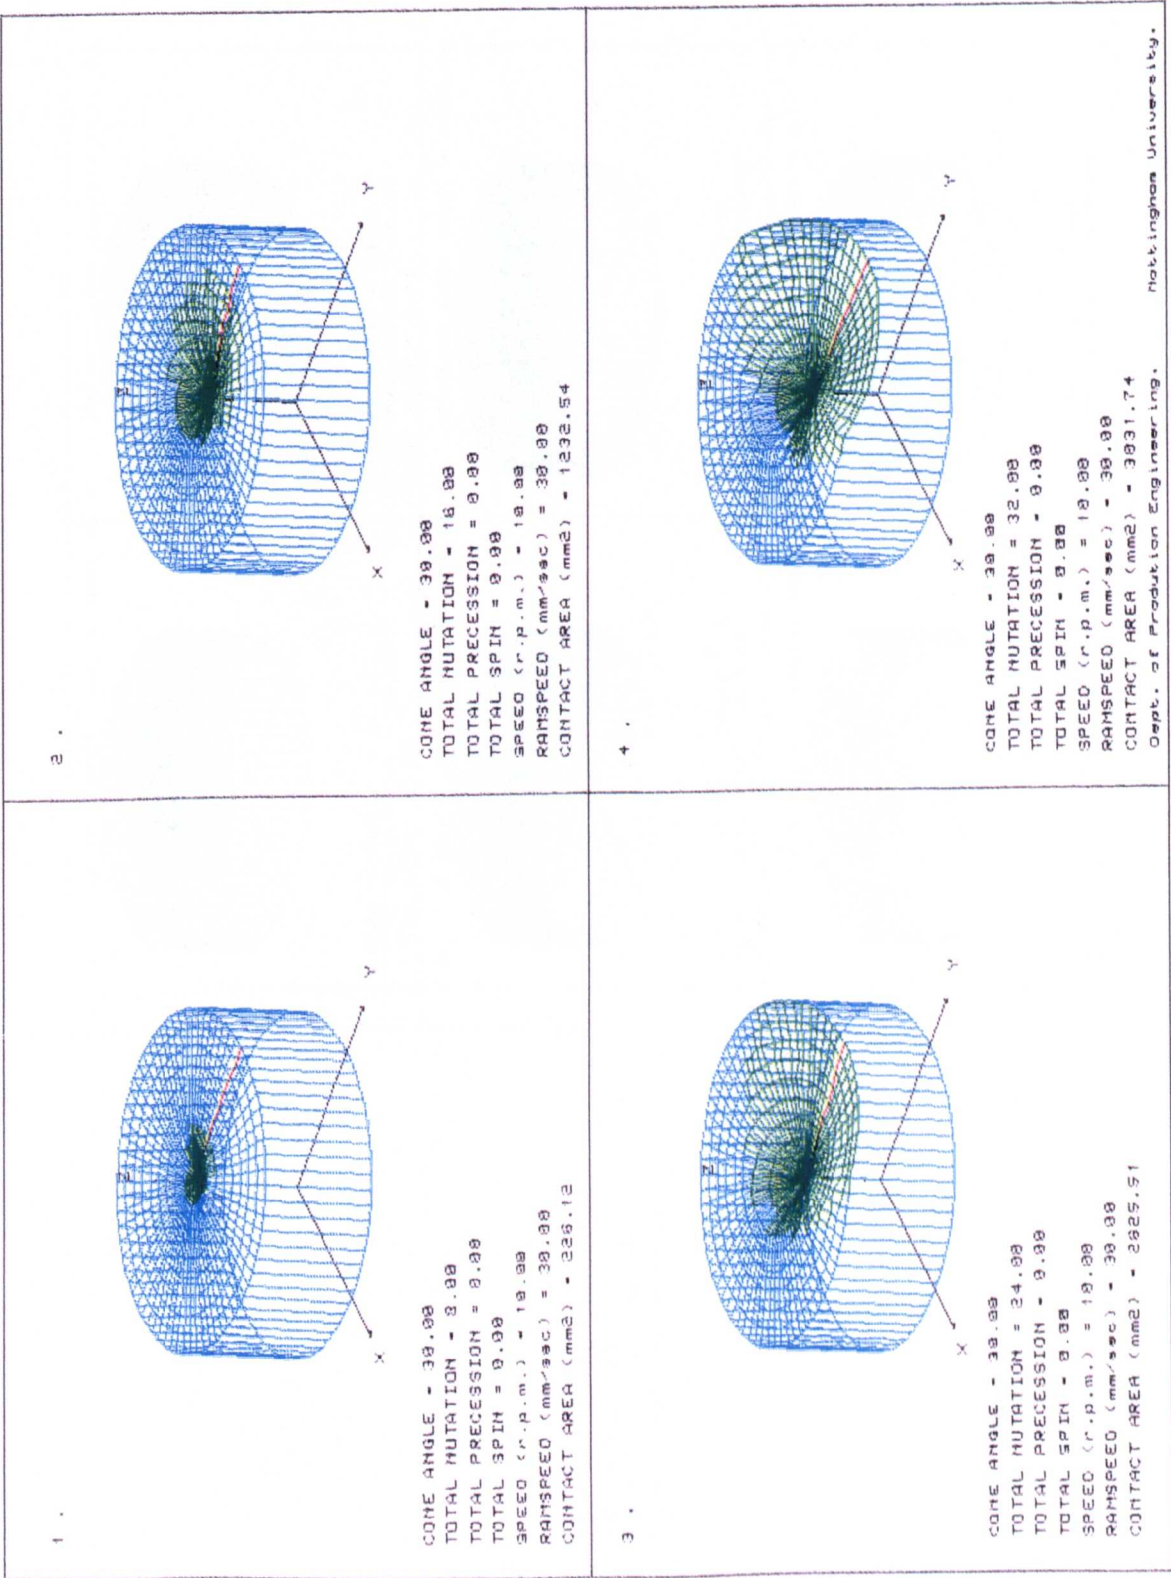 1 .
Z
Y
X
CONE ANGLE = 30.00
TOTAL NUTATION = 8.00
TOTAL PRECESSION = 0.00
TOTAL SPIN = 0.00
SPEED (r.p.m.) = 10.00
RAMSPEED (mm/sec) = 30.00
CONTACT AREA (mm2) = 226.12
2 .
Z
Y
X
CONE ANGLE = 30.00
TOTAL NUTATION = 16.00
TOTAL PRECESSION = 0.00
TOTAL SPIN = 0.00
SPEED (r.p.m.) = 10.00
RAMSPEED (mm/sec) = 30.00
CONTACT AREA (mm2) = 1232.54
3 .
Z
Y
X
CONE ANGLE = 30.00
TOTAL NUTATION = 24.00
TOTAL PRECESSION = 0.00
TOTAL SPIN = 0.00
SPEED (r.p.m.) = 10.00
RAMSPEED (mm/sec) = 30.00
CONTACT AREA (mm2) = 2625.51
4 .
Z
Y
X
CONE ANGLE = 30.00
TOTAL NUTATION = 32.00
TOTAL PRECESSION = 0.00
TOTAL SPIN = 0.00
SPEED (r.p.m.) = 10.00
RAMSPEED (mm/sec) = 30.00
CONTACT AREA (mm2) = 3031.74
Dept. of Prodution Engineering. Nottingham University.